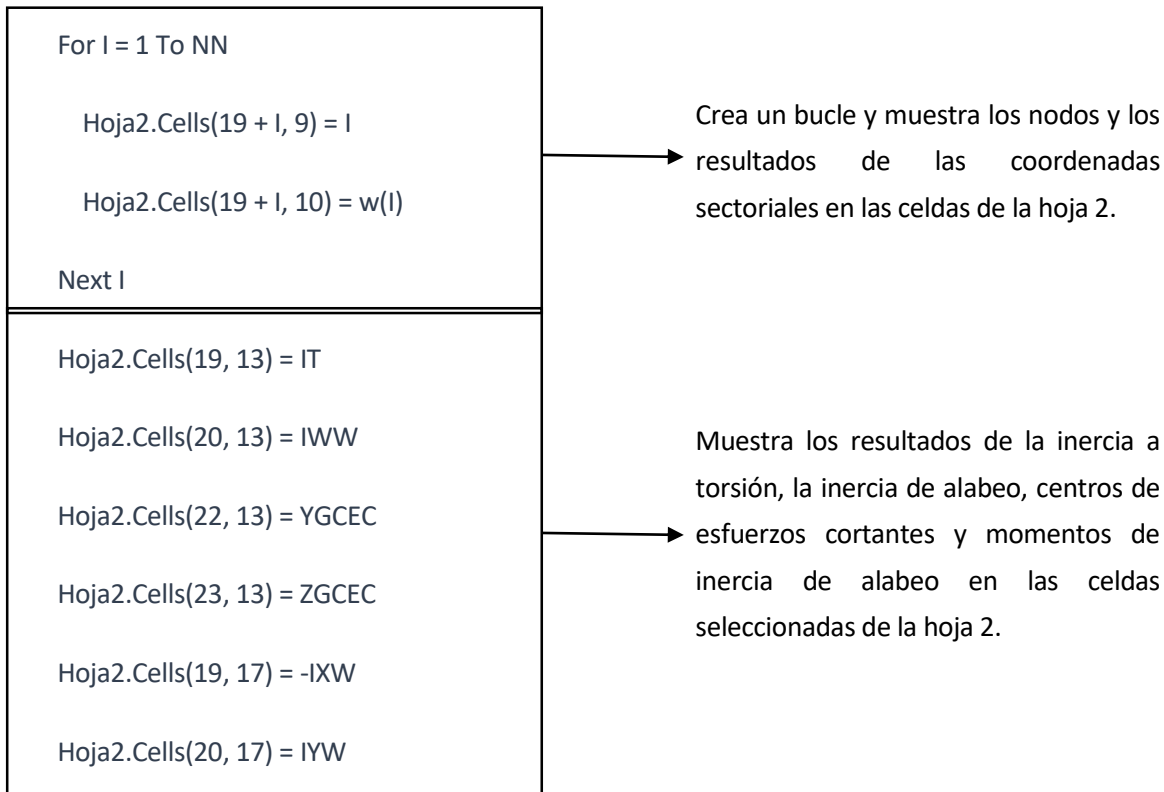 For I = 1 To NN
Hoja2.Cells(19 + I, 9) = I
Hoja2.Cells(19 + I, 10) = w(I)
Next I
Crea un bucle y muestra los nodos y los
resultados de las coordenadas
sectoriales en las celdas de la hoja 2.
Hoja2.Cells(19, 13) = IT
Hoja2.Cells(20, 13) = IWW
Hoja2.Cells(22, 13) = YGCEC
Hoja2.Cells(23, 13) = ZGCEC
Hoja2.Cells(19, 17) = -IXW
Hoja2.Cells(20, 17) = IYW
Muestra los resultados de la inercia a
torsión, la inercia de alabeo, centros de
esfuerzos cortantes y momentos de
inercia de alabeo en las celdas
seleccionadas de la hoja 2.